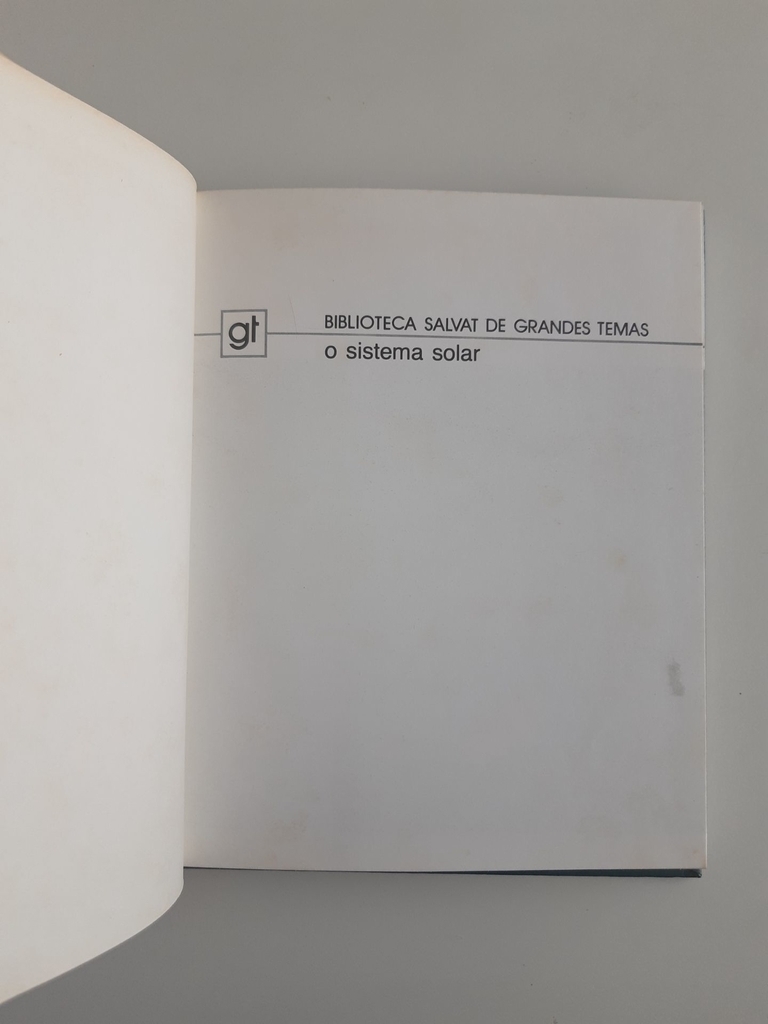 gt
BIBLIOTECA SALVAT DE GRANDES TEMAS
o sistema solar